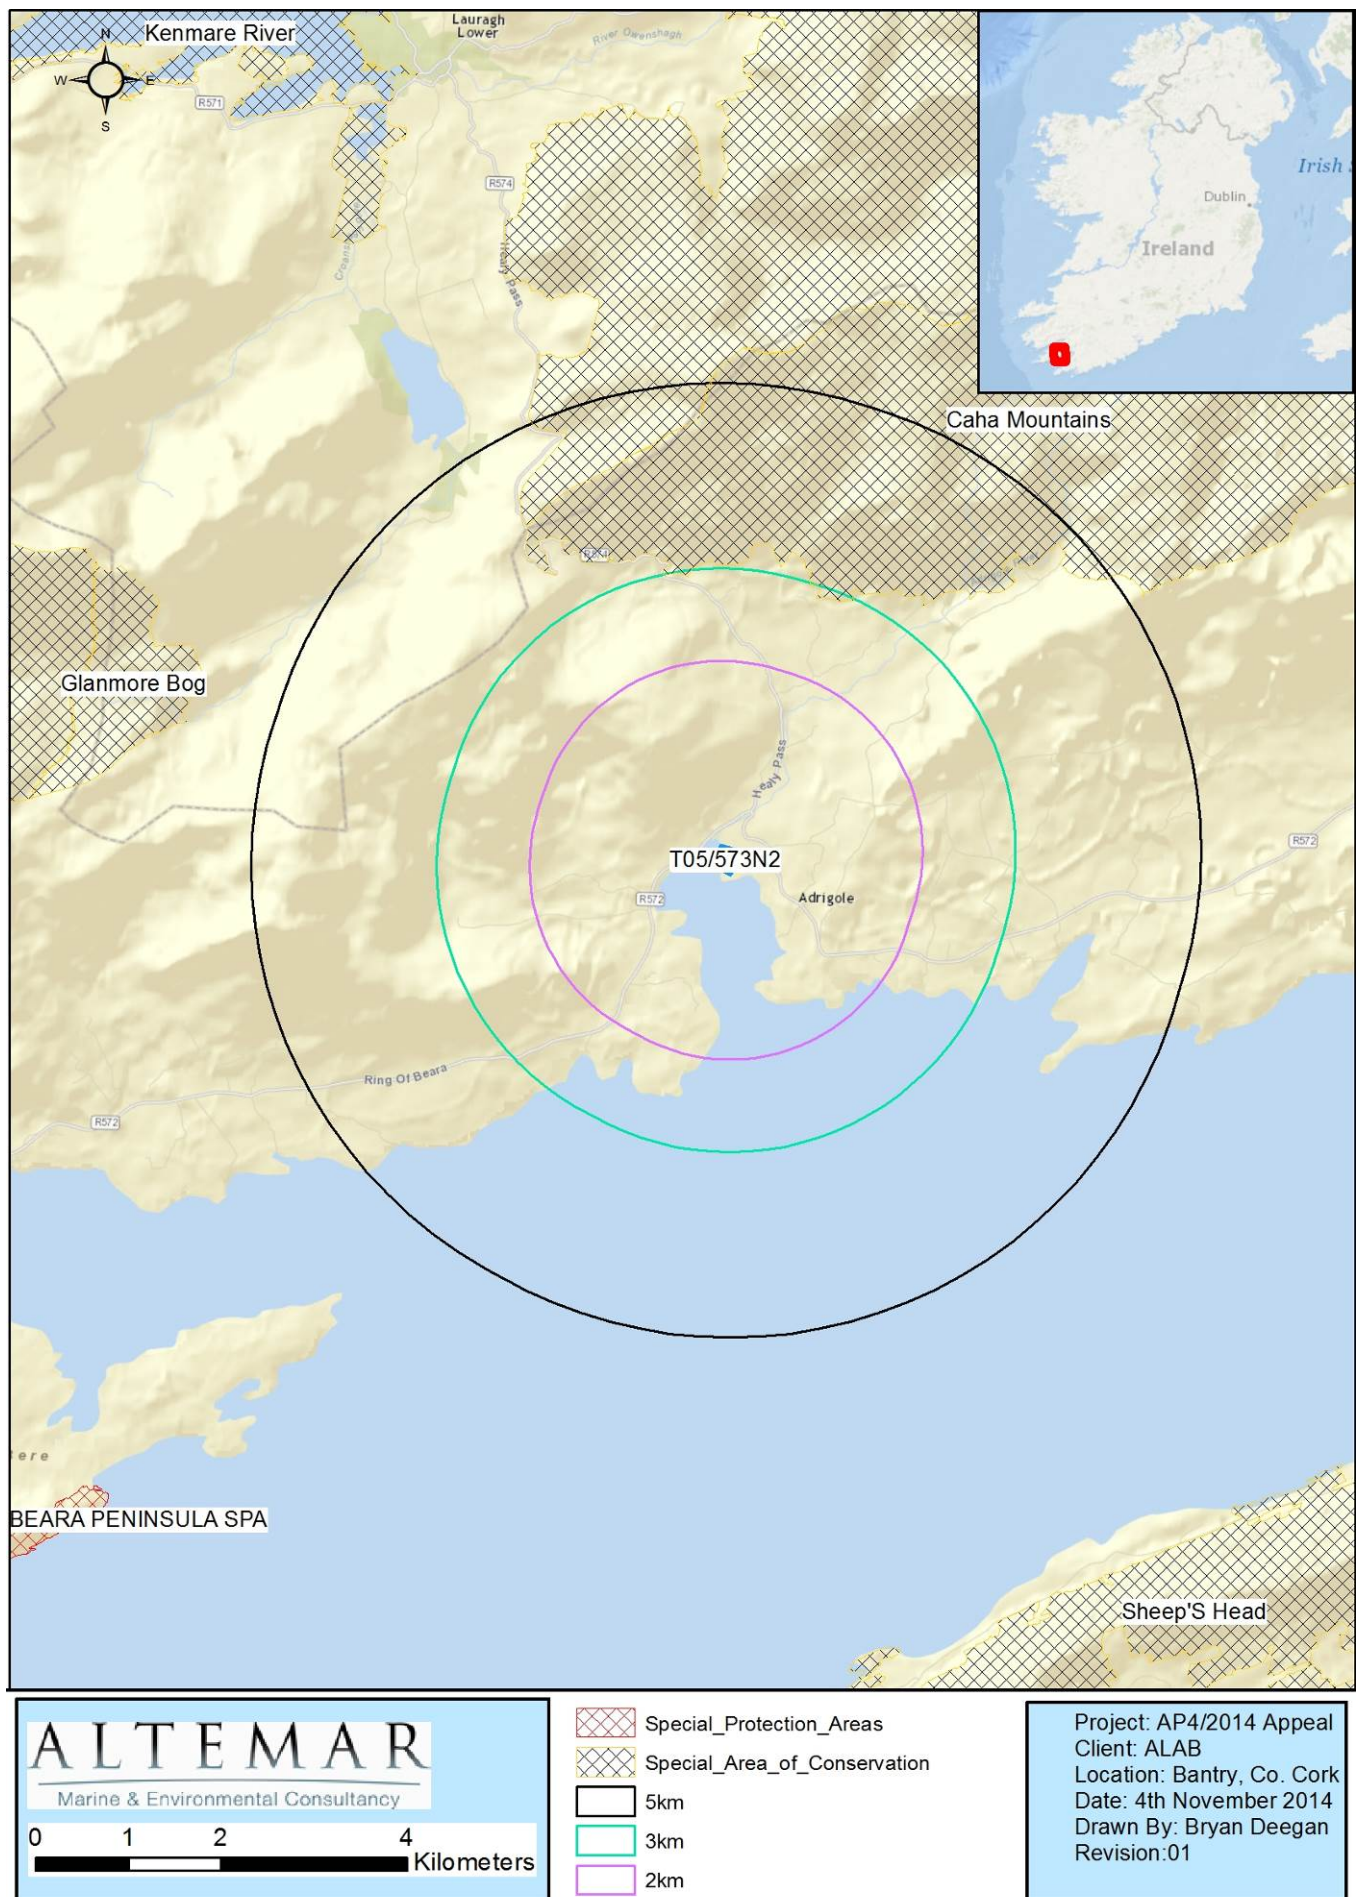 Kenmare River
Lauragh
Lower
River Owenshagh
N
W
E
S
R571
R574
Healy Pass
Irish
Dublin
Ireland
Caha Mountains
R574
Glanmore Bog
Healy Pass
T05/573N2
R572
Adrigole
R572
Ring Of Beara
R572
ere
BEARA PENINSULA SPA
Sheep'S Head
ALTEMAR
Marine & Environmental Consultancy
0 1 2 4
Kilometers
Special_Protection_Areas
Special_Area_of_Conservation
5km
3km
2km
Project: AP4/2014 Appeal
Client: ALAB
Location: Bantry, Co. Cork
Date: 4th November 2014
Drawn By: Bryan Deegan
Revision:01